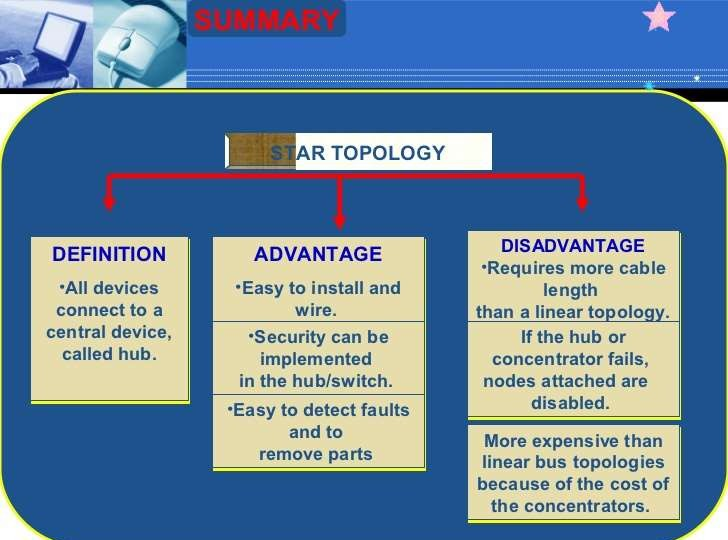 SUMMARY
STAR TOPOLOGY
DEFINITION
•All devices
connect to a
central device,
called hub.
ADVANTAGE
•Easy to install and
wire.
•Security can be
implemented
in the hub/switch.
•Easy to detect faults
and to
remove parts
DISADVANTAGE
•Requires more cable
length
than a linear topology.
If the hub or
concentrator fails,
nodes attached are
disabled.
More expensive than
linear bus topologies
because of the cost of
the concentrators.